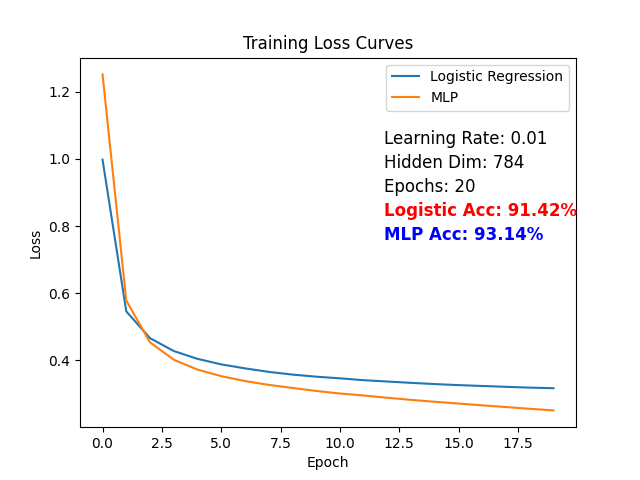 Training Loss Curves
Logistic Regression
MLP
Learning Rate: 0.01
Hidden Dim: 784
Epochs: 20
Logistic Acc: 91.42%
MLP Acc: 93.14%
Loss
1.2
1.0
0.8
0.6
0.4
0.0 2.5 5.0 7.5 10.0 12.5 15.0 17.5
Epoch